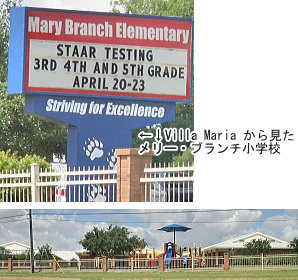 Mary Branch Elementary
STAAR TESTING
3RD 4TH AND 5TH GRADE
APRIL 20-23
Striving for Excellence
←↓Villa Maria から見た
メリー・ブランチ小学校